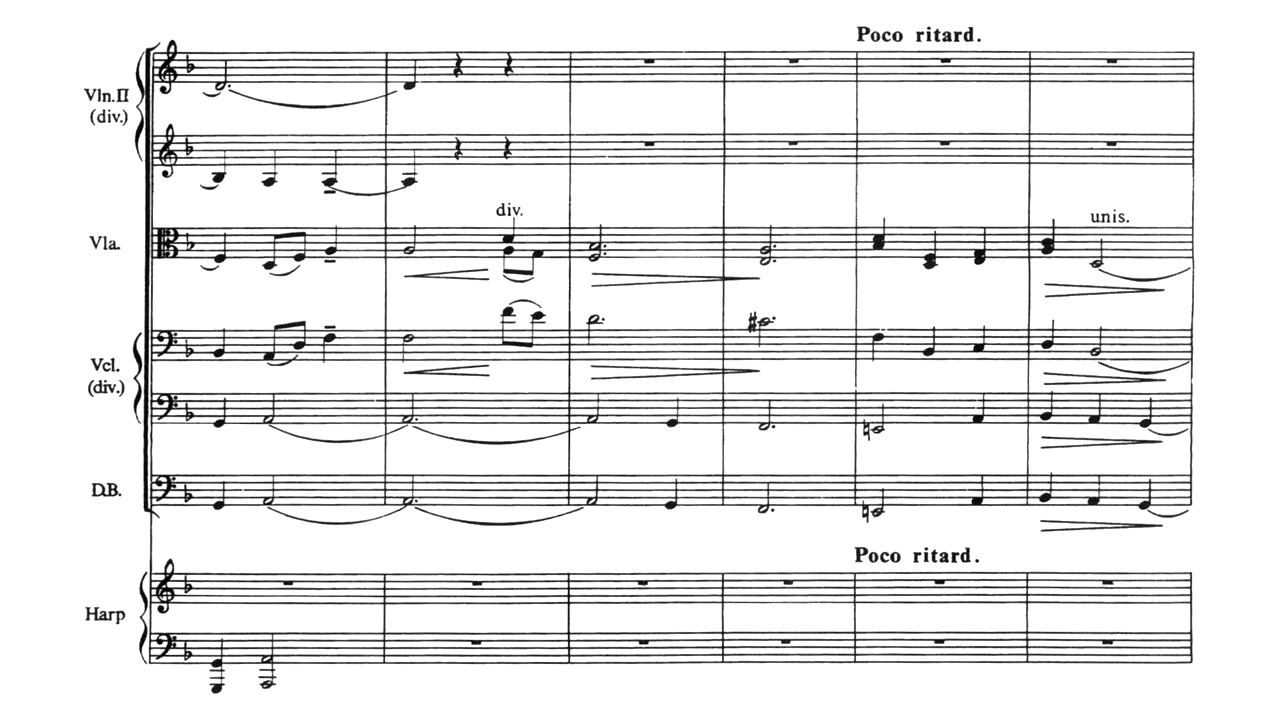 Poco ritard.
Vln. II
(div.)
div.
unis.
Vla.
Vcl.
(div.)
D.B.
Poco ritard.
Harp